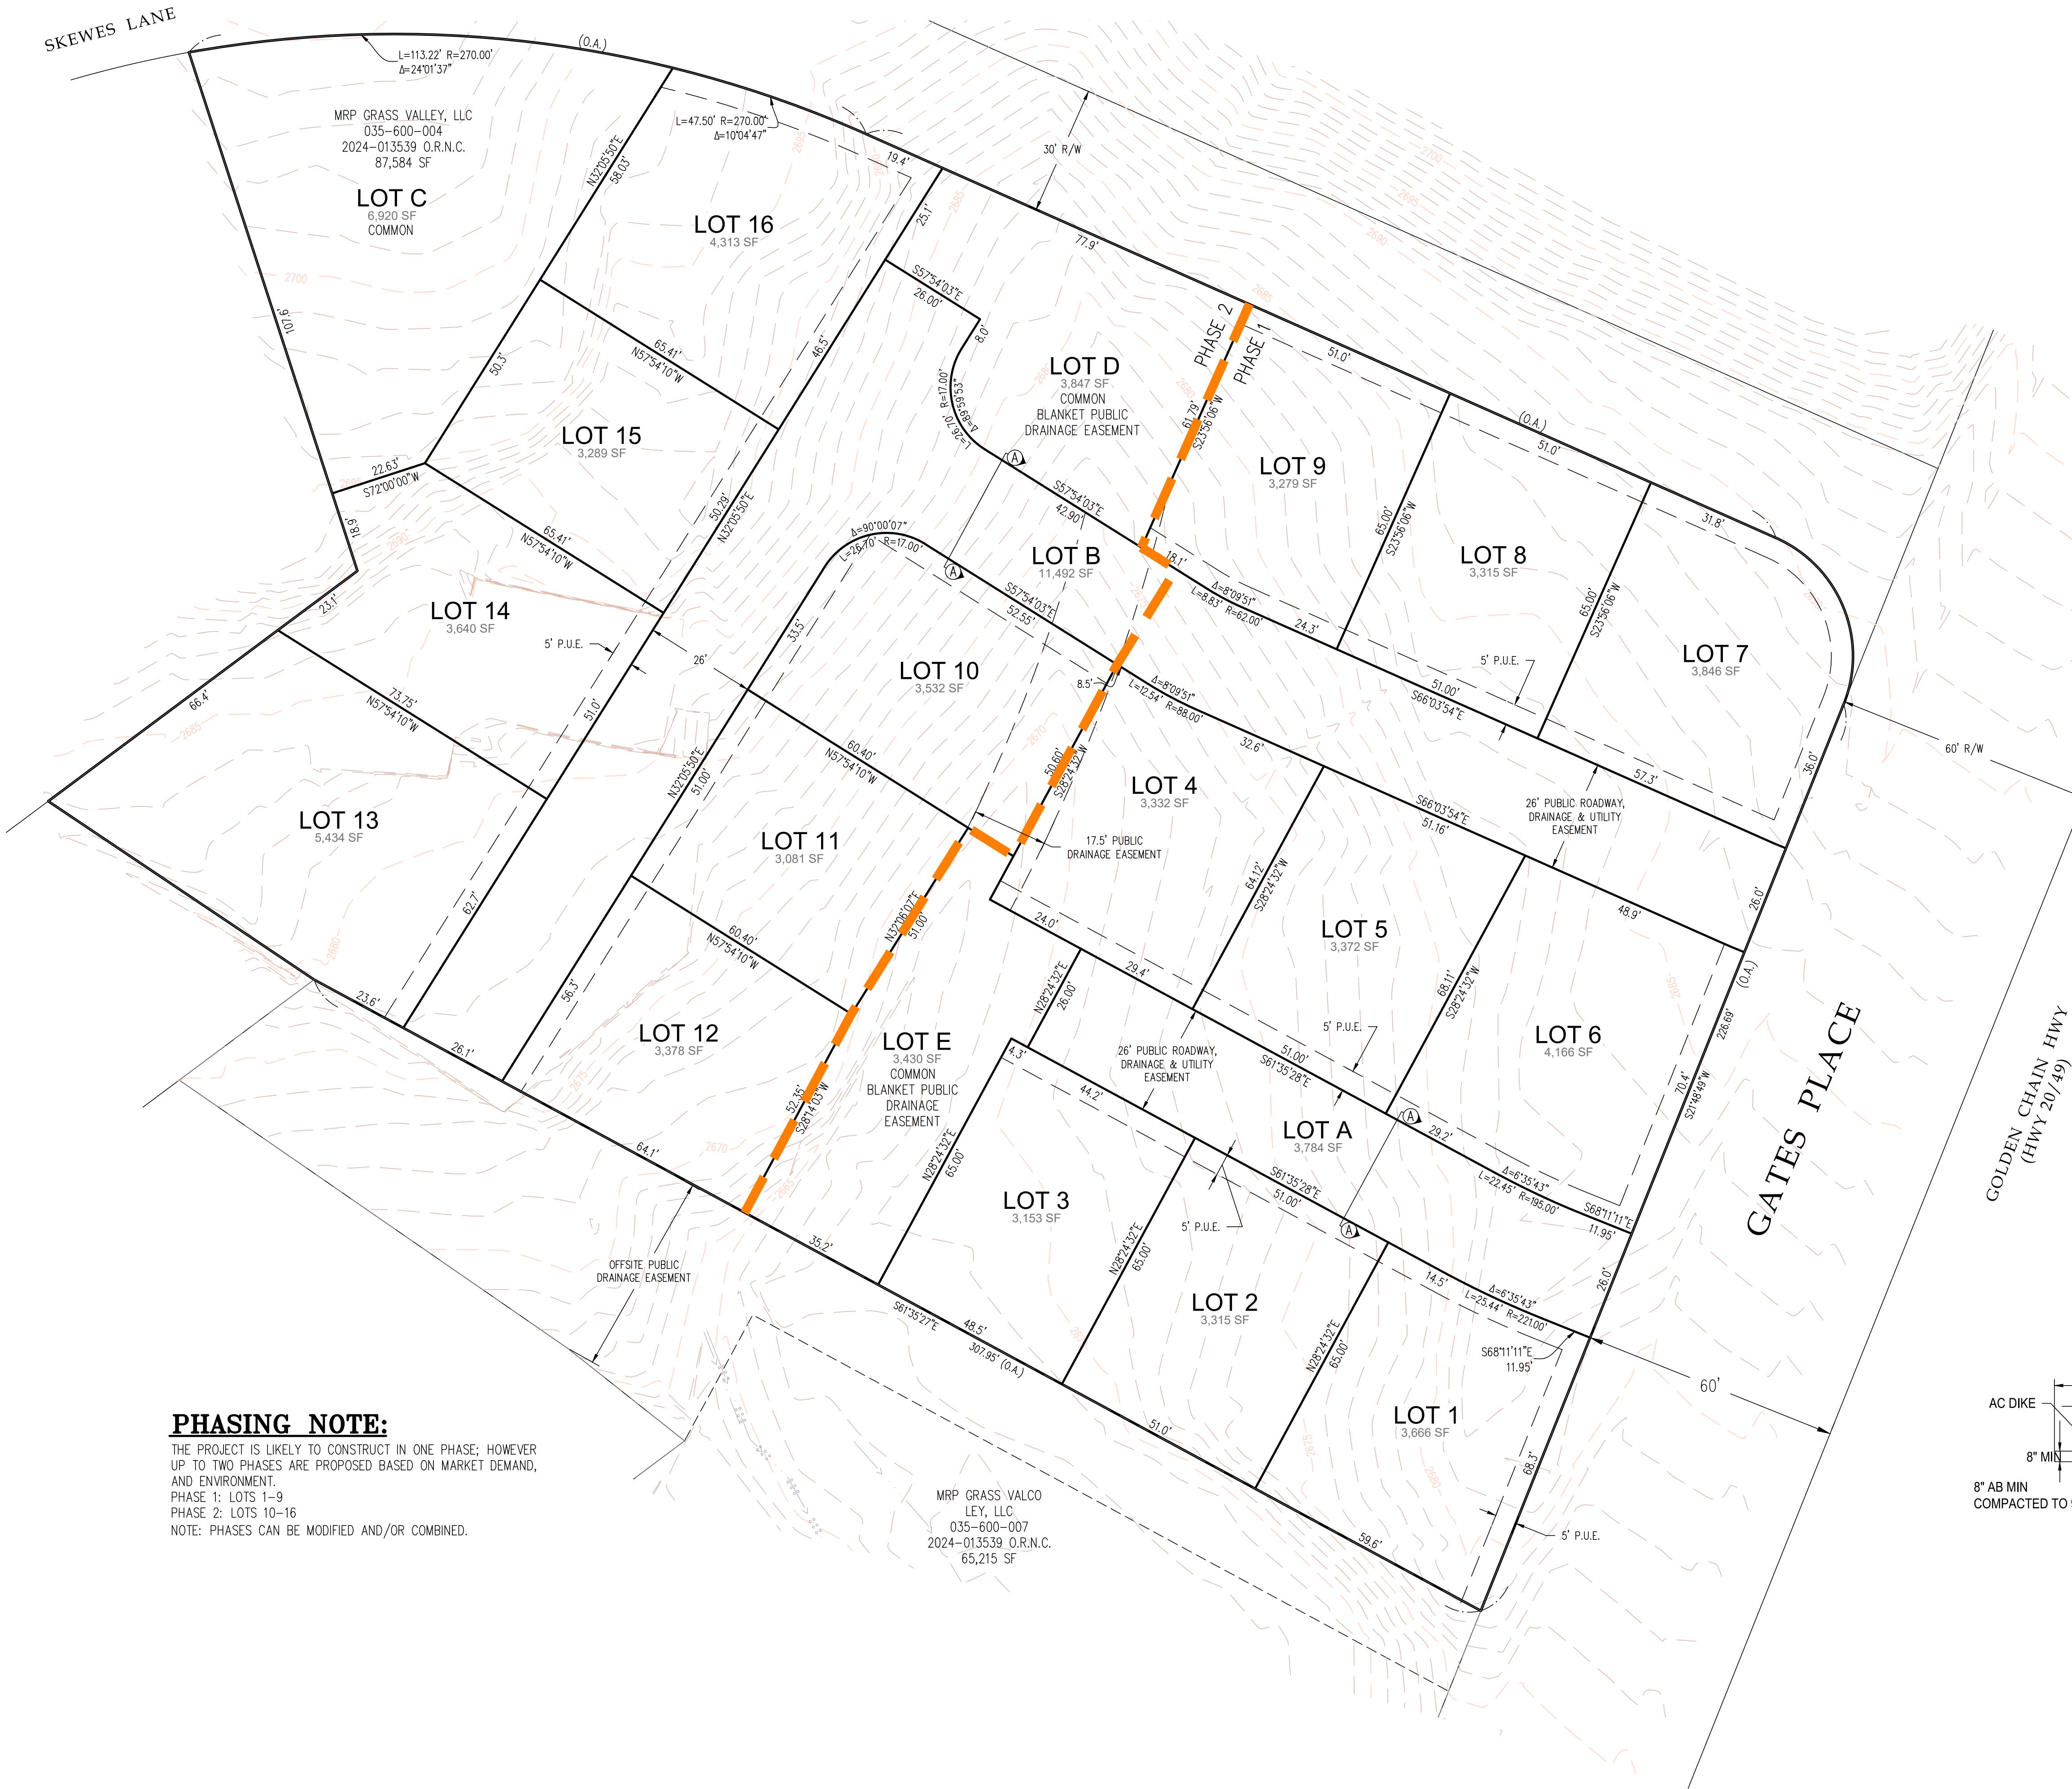 SKEWES LANE
L=113.22' R=270.00'
Δ=24°01'37"
(O.A.)
MRP GRASS VALLEY, LLC
035-600-004
2024-013539 O.R.N.C.
87,584 SF
LOT C
6,920 SF
COMMON
N32°05'50"E
58.03'
L=47.50' R=270.00'
Δ=10°04'47"
2695
19.4'
LOT 16
4,313 SF
25.1'
2685
30' R/W
77.9'
2700
2695
2690
2700
107.6'
50.3'
65.41'
N57°54'10"W
46.5'
S57°54'03"E
26.00'
8.0'
L=26.70' R=17.00'
Δ=89°59'53"
LOT D
3,847 SF
COMMON
BLANKET PUBLIC
DRAINAGE EASEMENT
PHASE 2
PHASE 1
2685
51.0'
61.79'
S23°56'06"W
LOT 9
3,279 SF
65.00'
S23°56'06"W
(O.A.)
51.0'
LOT 8
3,315 SF
65.00'
S23°56'06"W
31.8'
LOT 7
3,846 SF
LOT 15
3,289 SF
22.63'
S72°00'00"W
18.9'
2690
65.41'
N57°54'10"W
50.29'
N32°05'50"E
A
S57°54'03"E
42.90'
Δ=90°00'07"
L=26.70' R=17.00'
A
LOT B
11,492 SF
18.1'
Δ=8°09'51"
L=8.83' R=62.00'
24.3'
5' P.U.E.
51.00'
S66°03'54"E
57.3'
36.0'
60' R/W
23.1'
LOT 14
3,640 SF
5' P.U.E.
26'
33.5'
S57°54'03"E
52.55'
LOT 10
3,532 SF
8.5'
Δ=8°09'51"
L=12.54' R=88.00'
32.6'
66.4'
2685
73.75'
N57°54'10"W
51.0'
N32°05'50"E
51.00'
60.40'
N57°54'10"W
2670
50.60'
S28°24'32"W
LOT 4
3,332 SF
S66°03'54"E
51.16'
26' PUBLIC ROADWAY,
DRAINAGE & UTILITY
EASEMENT
26.0'
LOT 13
5,434 SF
LOT 11
3,081 SF
17.5' PUBLIC
DRAINAGE EASEMENT
64.12'
S28°24'32"W
48.9'
(O.A.)
2680
62.7'
60.40'
N57°54'10"W
N32°06'07"E
51.00'
24.0'
LOT 5
3,372 SF
68.11'
S28°24'32"W
2685
226.69'
23.6'
56.3'
N28°24'32"E
26.00'
29.4'
5' P.U.E.
LOT 6
4,166 SF
GATES PLACE
GOLDEN CHAIN HWY
(HWY 20/49)
26.1'
LOT 12
3,378 SF
2675
LOT E
3,430 SF
COMMON
BLANKET PUBLIC
DRAINAGE
EASEMENT
4.3'
26' PUBLIC ROADWAY,
DRAINAGE & UTILITY
EASEMENT
51.00'
S61°35'28"E
70.4'
S21°48'49"W
52.35'
S28°14'03"W
44.2'
LOT A
3,784 SF
A
29.2'
Δ=6°35'43"
L=22.45' R=195.00'
S68°11'11"E
11.95'
64.1'
2670
2665
N28°24'32"E
65.00'
LOT 3
3,153 SF
S61°35'28"E
51.00'
A
5' P.U.E.
N28°24'32"E
65.00'
26.0'
OFFSITE PUBLIC
DRAINAGE EASEMENT
35.2'
14.5'
Δ=6°35'43"
L=25.44' R=221.00'
LOT 2
3,315 SF
S61°35'27"E
48.5'
307.95' (O.A.)
N28°24'32"E
65.00'
S68°11'11"E
11.95'
60'
LOT 1
3,666 SF
2675
2680
51.0'
68.3'
5' P.U.E.
59.6'
AC DIKE
8" MIN
8" AB MIN
COMPACTED TO
PHASING NOTE:
THE PROJECT IS LIKELY TO CONSTRUCT IN ONE PHASE; HOWEVER
UP TO TWO PHASES ARE PROPOSED BASED ON MARKET DEMAND,
AND ENVIRONMENT.
PHASE 1: LOTS 1-9
PHASE 2: LOTS 10-16
NOTE: PHASES CAN BE MODIFIED AND/OR COMBINED.
MRP GRASS VALCO
LEY, LLC
035-600-007
2024-013539 O.R.N.C.
65,215 SF